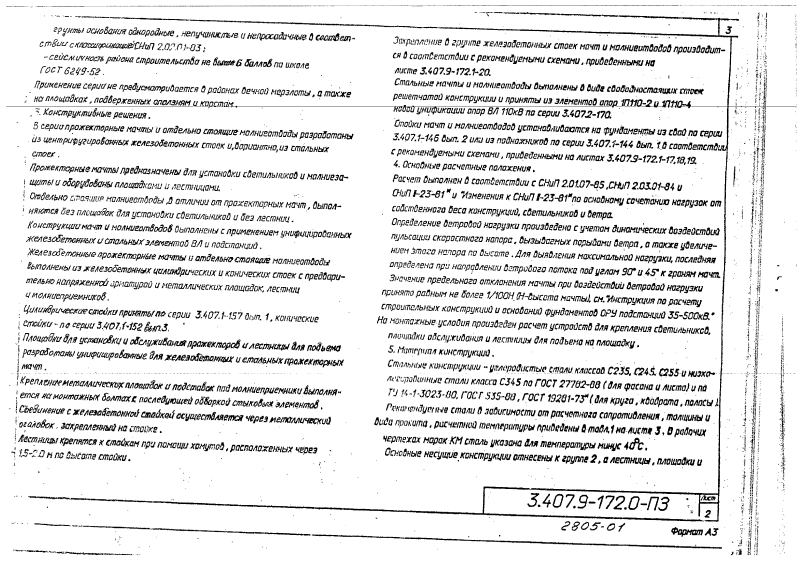 3
грунты основания однородные, непучинистые и непросадочные в соответ-
ствии с классификацией СНиП 2.02.01-83;
- сейсмичность района строительства не выше 6 баллов по шкале
ГОСТ 6249-52.
Применение серии не предусматривается в районах вечной мерзлоты, а также
на площадках, подверженных оползням и карстам.
3. Конструктивные решения.
В серии прожекторные мачты и отдельно стоящие молниеотводы разработаны
из центрифугированных железобетонных стоек и, вариантно, из стальных
стоек.
Прожекторные мачты предназначены для установки светильников и молниеза-
щиты и оборудованы площадками и лестницами.
Отдельно стоящие молниеотводы, в отличии от прожекторных мачт, выпол-
няются без площадок для установки светильников и без лестниц.
Конструкции мачт и молниеотводов выполнены с применением унифицированных
железобетонных и стальных элементов ВЛ и подстанций.
Железобетонные прожекторные мачты и отдельно стоящие молниеотводы
выполнены из железобетонных цилиндрических и конических стоек с предвари-
тельно напряженной арматурой и металлических площадок, лестниц
и молниеприемников.
Цилиндрические стойки приняты по серии 3.407.1-157 вып. 1, конические
стойки - по серии 3.407.1-152 вып.3.
Площадки для установки и обслуживания прожекторов и лестницы для подъема
разработаны унифицированные для железобетонных и стальных прожекторных
мачт.
Крепление металлических площадок и подставок под молниеприемники выполня-
ется на монтажных болтах с последующей обваркой стыковых элементов.
Соединение с железобетонной стойкой осуществляется через металлический
оголовок, закрепленный на стойке.
Лестницы крепятся к стойкам при помощи хомутов, расположенных через
1,5-2,0 м по высоте стойки.
Закрепление в грунте железобетонных стоек мачт и молниеотводов производит-
ся в соответствии с рекомендуемыми схемами, приведенными на
листе 3.407.9-172.1-20.
Стальные мачты и молниеотводы выполнены в виде свободностоящих стоек
решетчатой конструкции и приняты из элементов опор 1П110-2 и 1П110-4
новой унификации опор ВЛ 110кВ по серии 3.407.2-170.
Стойки мачт и молниеотводов устанавливаются на фундаменты из свай по серии
3.407.1-146 вып. 2 или из подножников по серии 3.407.1-144 вып. 1 в соответствии
с рекомендуемыми схемами, приведенными на листах 3.407.9-172.1-17,18,19.
4. Основные расчетные положения.
Расчет выполнен в соответствии с СНиП 2.01.07-85, СНиП 2.03.01-84 и
СНиП II-23-81* и "Изменения к СНиП II-23-81*" по основному сочетанию нагрузок от
собственного веса конструкций, светильников и ветра.
Определение ветровой нагрузки произведено с учетом динамических воздействий
пульсации скоростного напора, вызываемых порывами ветра, а также увеличе-
нием этого напора по высоте. Для выявления максимальной нагрузки, последняя
определена при направлении ветрового потока под углом 90° и 45° к граням мачт.
Значение предельного отклонения мачты при воздействии ветровой нагрузки
принято равным не более 1/100Н, (Н-высота мачты), см. "Инструкция по расчету
строительных конструкций и оснований фундаментов ОРУ подстанций 35-500кВ."
На монтажные условия произведен расчет устройств для крепления светильников,
площадки обслуживания и лестницы для подъема на площадку.
5. Материал конструкций.
Стальные конструкции - углеродистые стали классов С235, С245, С255 и низко-
легированные стали класса С345 по ГОСТ 27782-88 (для фасона и листа) и по
ТУ 14-1-3023-80, ГОСТ 535-88, ГОСТ 19281-73* (для круга, квадрата, полосы).
Рекомендуемые стали в зависимости от расчетного сопротивления, толщины и
вида проката, расчетной температуры приведены в табл.1 на листе 3. В рабочих
чертежах марок КМ сталь указана для температуры минус 40°С.
Основные несущие конструкции отнесены к группе 2, а лестницы, площадки и
3.407.9-172.0-ПЗ
Лист
2
2805-01
Формат А3